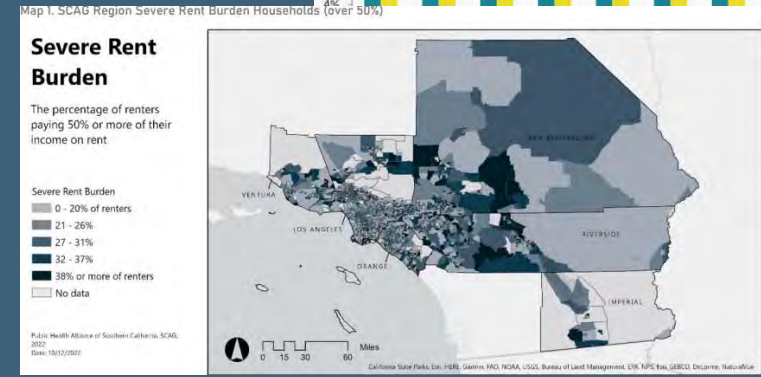 4%
Map 1. SCAG Region Severe Rent Burden Households (over 50%)
Severe Rent
Burden
The percentage of renters
paying 50% or more of their
income on rent
Severe Rent Burden
0 - 20% of renters
21 - 26%
27 - 31%
32 - 37%
38% or more of renters
No data
Public Health Alliance of Southern California, SCAG,
2022
Date: 10/12/2022
SAN BERNARDINO
VENTURA
LOS ANGELES
RIVERSIDE
ORANGE
IMPERIAL
0 15 30 60 Miles
California State Parks, Esri, HERE, Garmin, FAO, NOAA, USGS, Bureau of Land Management, EPA, NPS, Esri, GEBCO, DeLorme, NaturalVue